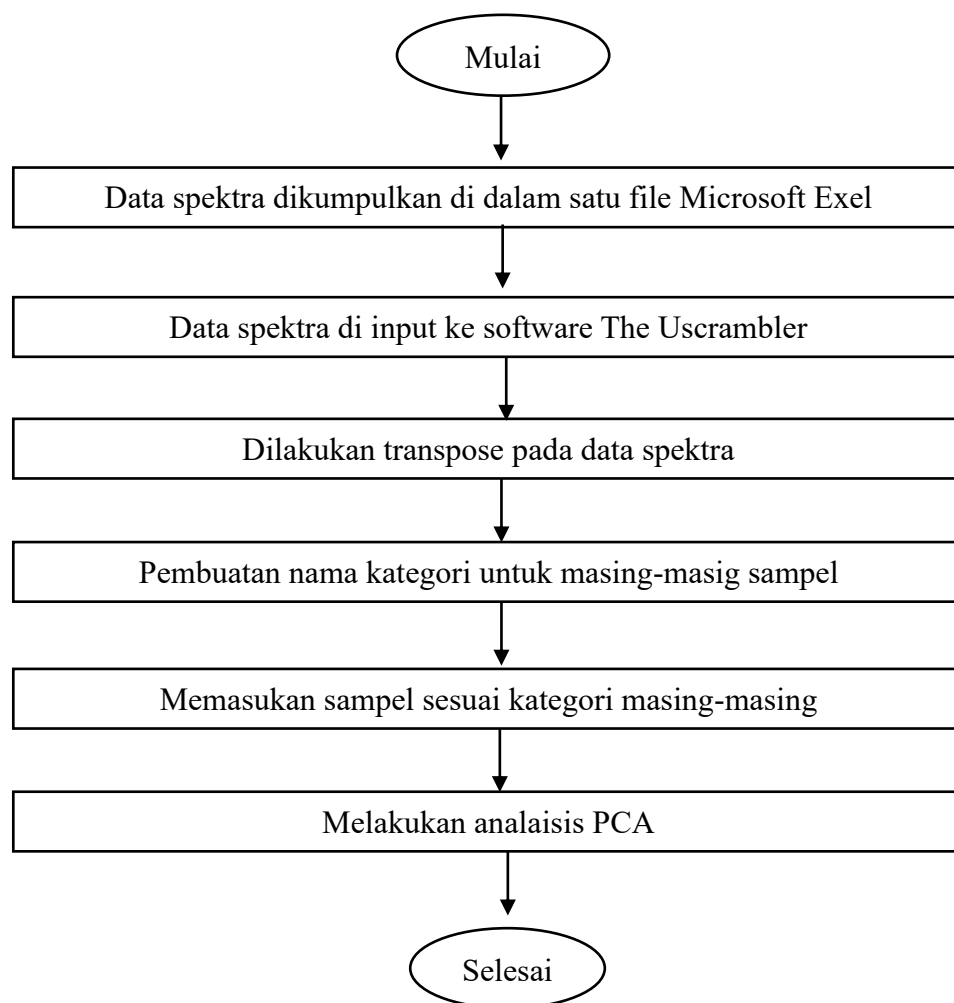 Mulai
Data spektra dikumpulkan di dalam satu file Microsoft Exel
Data spektra di input ke software The Uscrambler
Dilakukan transpose pada data spektra
Pembuatan nama kategori untuk masing-masig sampel
Memasukan sampel sesuai kategori masing-masing
Melakukan analaisis PCA
Selesai